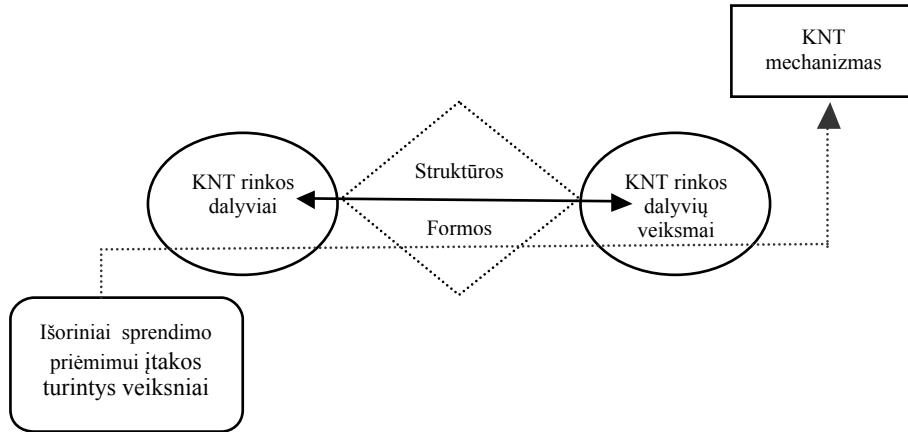 KNT
mechanizmas
KNT rinkos
dalyviai
Struktūros
Formos
KNT rinkos
dalyvių
veiksmai
Išoriniai sprendimo
priėmimui įtakos
turintys veiksniai